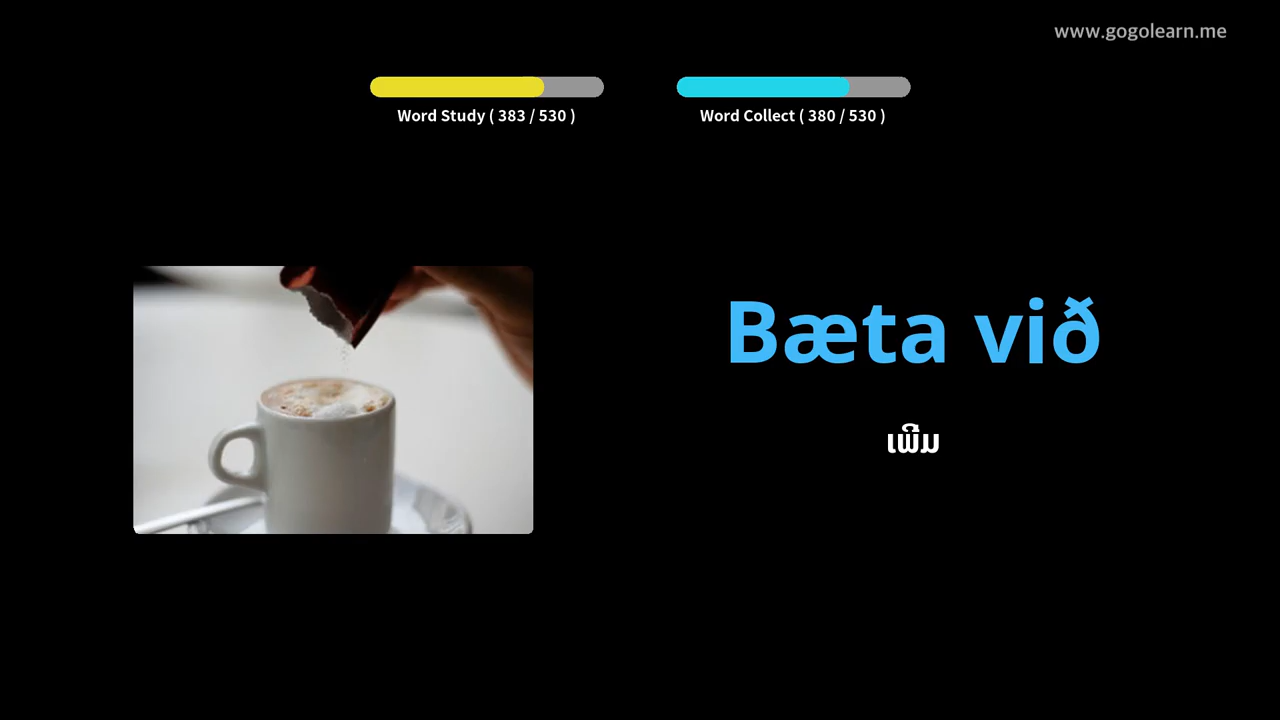 www.gogolearn.me
Word Study ( 383 / 530 )
Word Collect ( 380 / 530 )
Bæta við
ເພີ່ມ